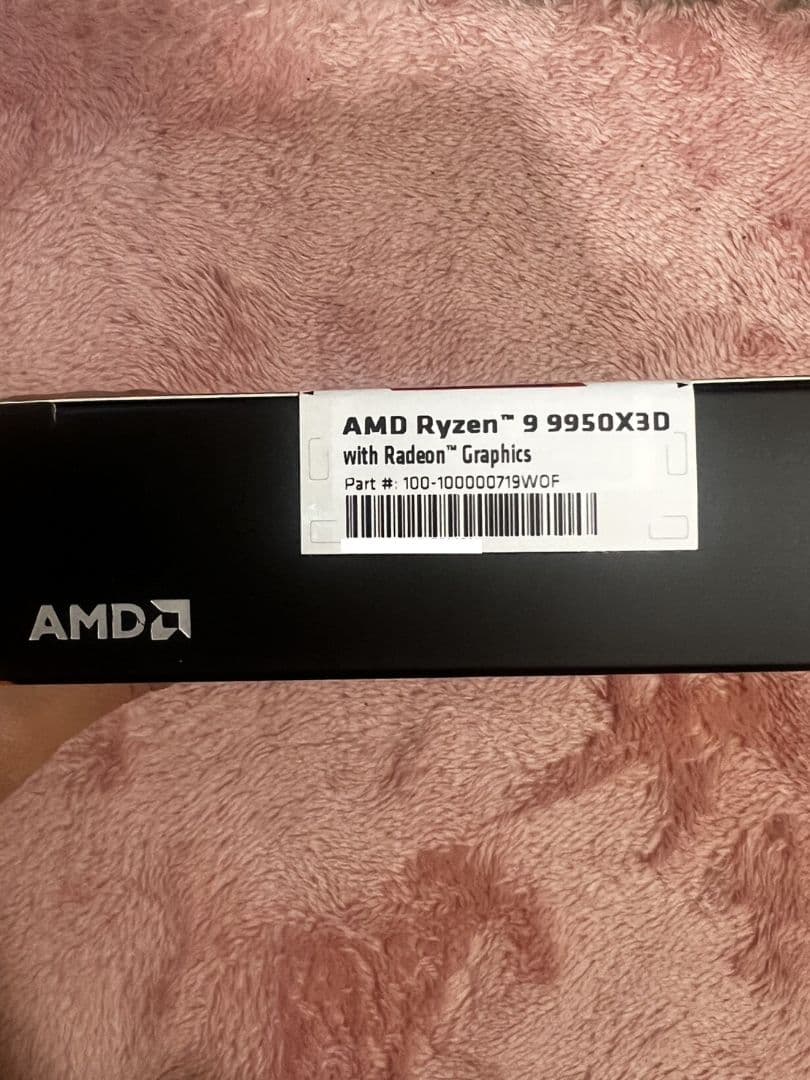 AMD Ryzen™ 9 9950X3D
with Radeon™ Graphics
Part #: 100-100000719WOF
AMD